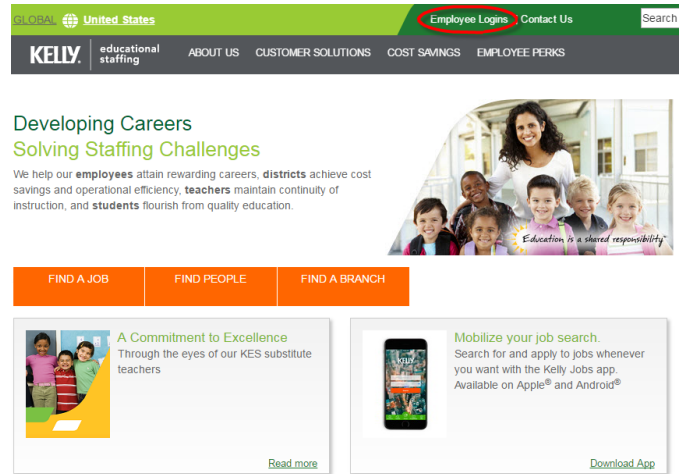 GLOBAL United States
Employee Logins Contact Us
Search
KELLY. educational staffing
ABOUT US CUSTOMER SOLUTIONS COST SAVINGS EMPLOYEE PERKS
Developing Careers
Solving Staffing Challenges
We help our employees attain rewarding careers, districts achieve cost
savings and operational efficiency, teachers maintain continuity of
instruction, and students flourish from quality education.
Education is a shared responsibility™
FIND A JOB FIND PEOPLE FIND A BRANCH
A Commitment to Excellence
Through the eyes of our KES substitute
teachers
Read more
KELLY
Mobilize your job search.
Search for and apply to jobs whenever
you want with the Kelly Jobs app.
Available on Apple® and Android®
Download App